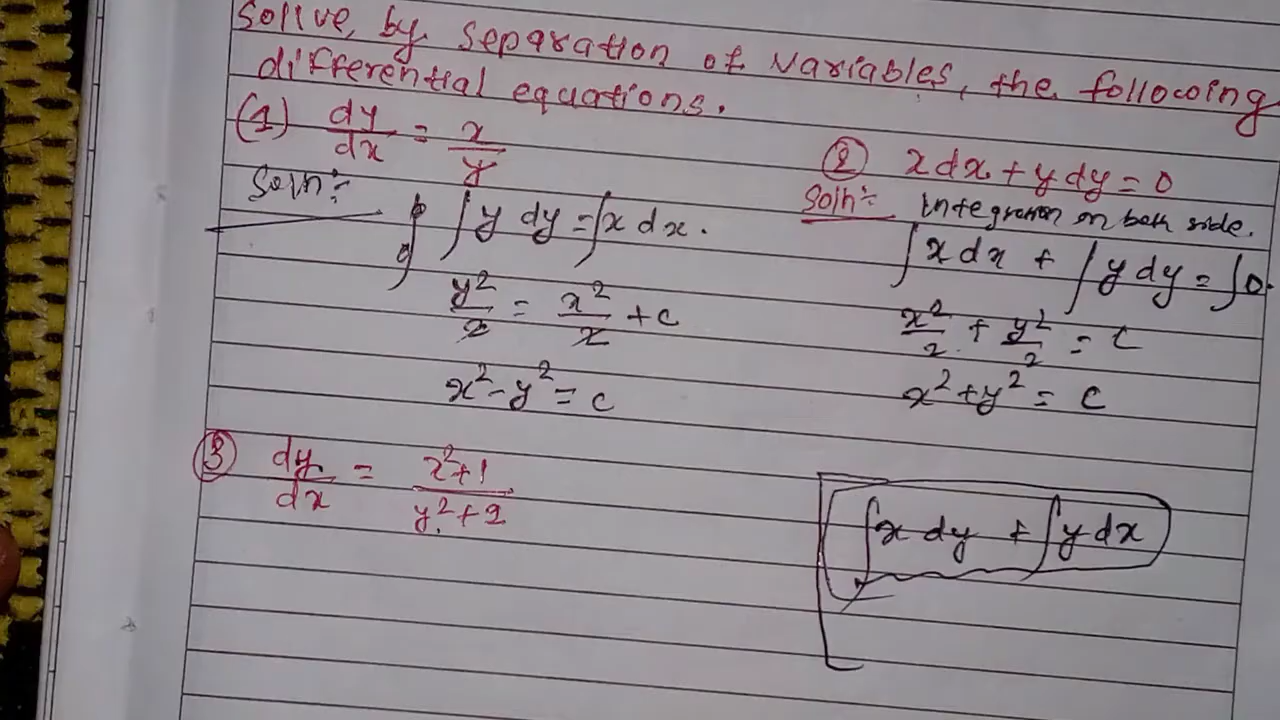 Sollve, by separation of variables, the following
differential equations.
(1) dy/dx = x/y
Soln:-
∫ y dy = ∫ x dx.
y²/2 = x²/2 + c
x² - y² = c
② x dx + y dy = 0
Soln:- Integration on both side.
∫ x dx + ∫ y dy = ∫ 0.
x²/2 + y²/2 = c
x² + y² = c
③ dy/dx = x²+1/y²+2
∫ x dy + ∫ y dx